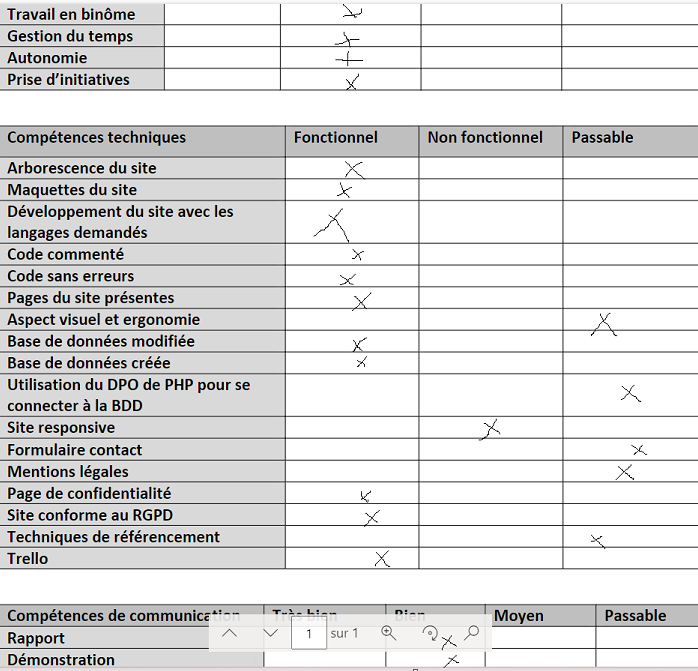 Travail en binôme
Gestion du temps
Autonomie
Prise d'initiatives
Compétences techniques Fonctionnel Non fonctionnel Passable
Arborescence du site
Maquettes du site
Développement du site avec les
langages demandés
Code commenté
Code sans erreurs
Pages du site présentes
Aspect visuel et ergonomie
Base de données modifiée
Base de données créée
Utilisation du DPO de PHP pour se
connecter à la BDD
Site responsive
Formulaire contact
Mentions légales
Page de confidentialité
Site conforme au RGPD
Techniques de référencement
Trello
Compétences de communication Très bien Bien Moyen Passable
1 sur 1
Rapport
Démonstration